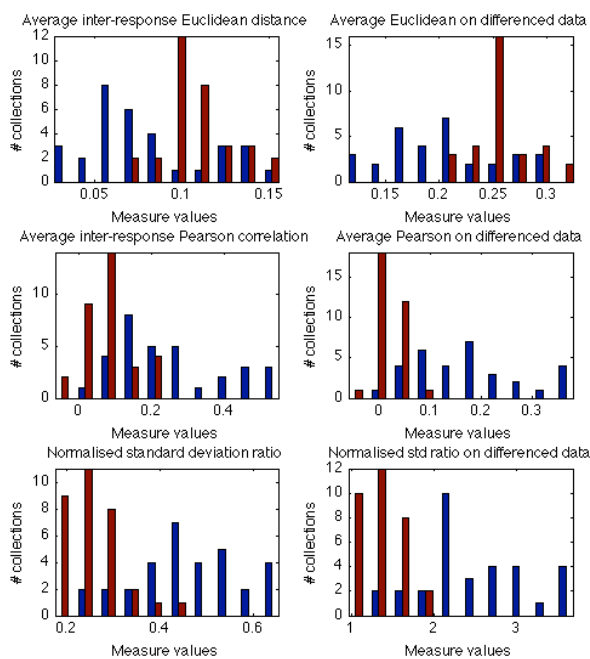 Average inter-response Euclidean distance
12
10
8
6
4
2
0
0.05
0.1
0.15
# collections
Measure values
Average Euclidean on differenced data
15
10
5
0
0.15
0.2
0.25
0.3
# collections
Measure values
Average inter-response Pearson correlation
10
5
0
0
0.2
0.4
# collections
Measure values
Average Pearson on differenced data
15
10
5
0
0
0.1
0.2
0.3
# collections
Measure values
Normalised standard deviation ratio
10
8
6
4
2
0
0.2
0.4
0.6
# collections
Measure values
Normalised std ratio on differenced data
12
10
8
6
4
2
0
1
2
3
# collections
Measure values